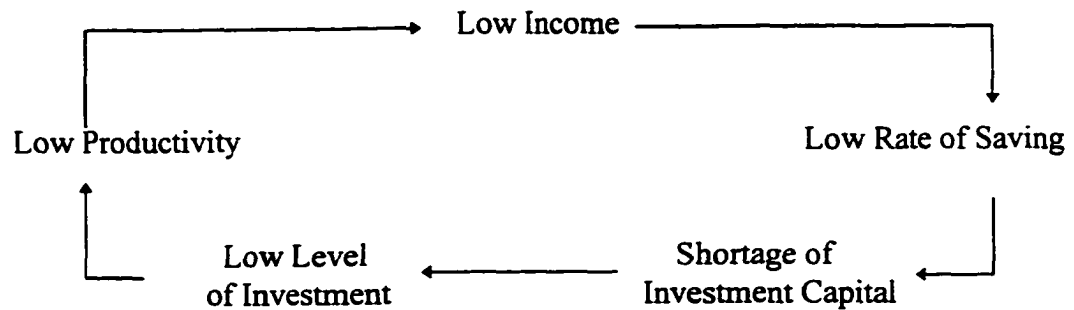 Low Income
Low Productivity
Low Rate of Saving
Low Level
of Investment
Shortage of
Investment Capital